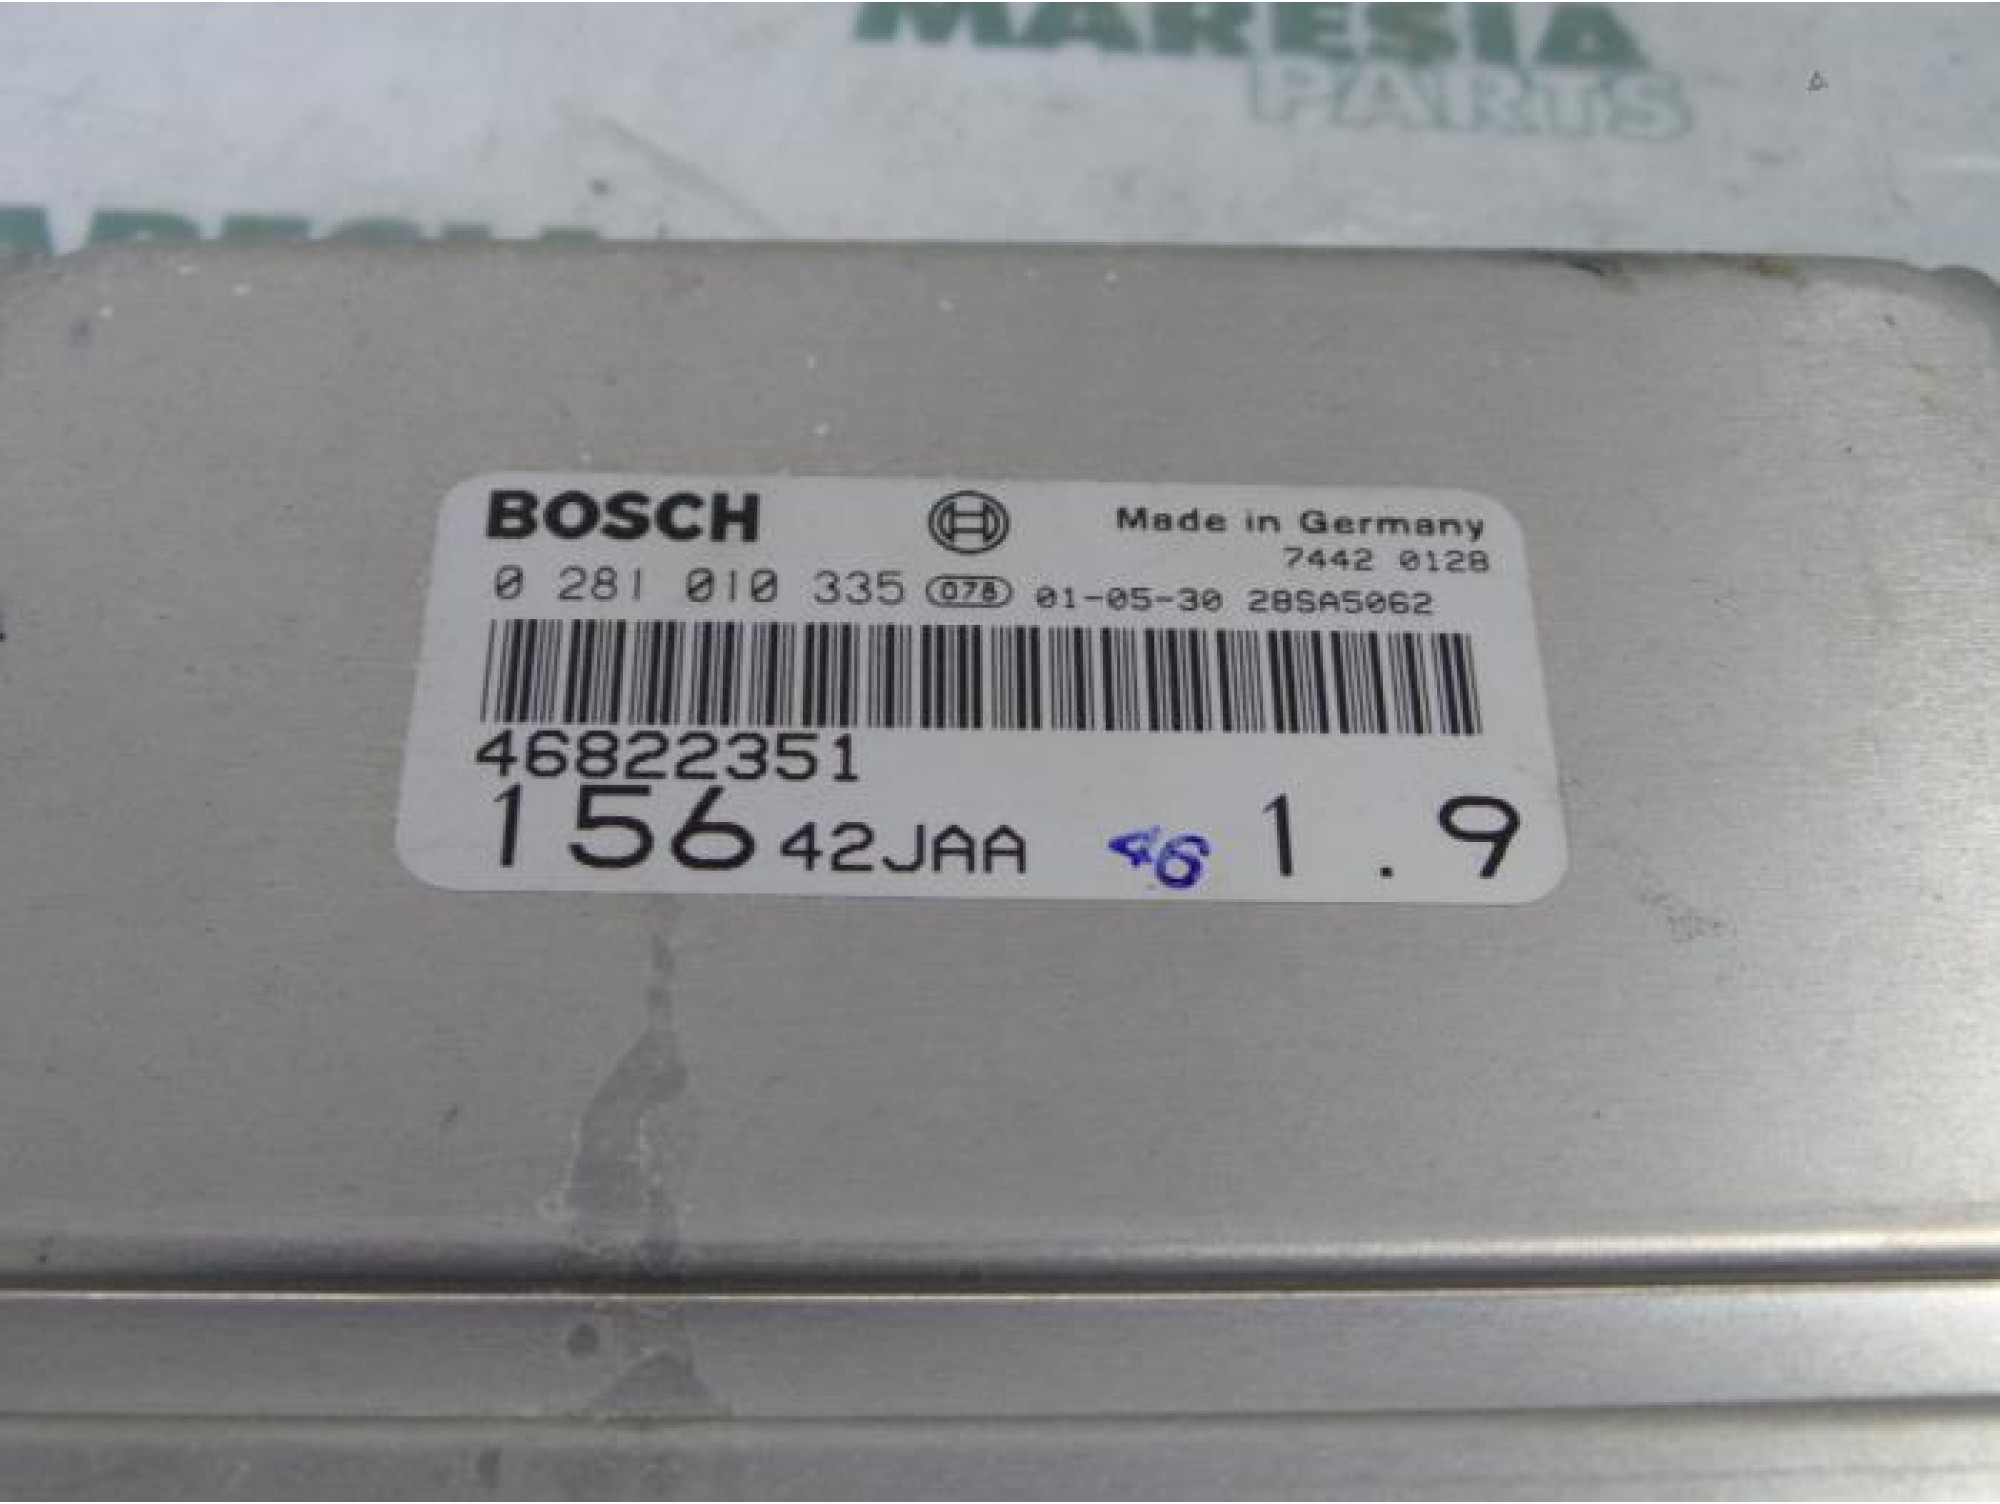 MARESIA
PARTS
BOSCH
Made in Germany
7442 0128
0 281 010 335 078 01-05-30 28SA5062
46822351
156 42JAA 46 1.9